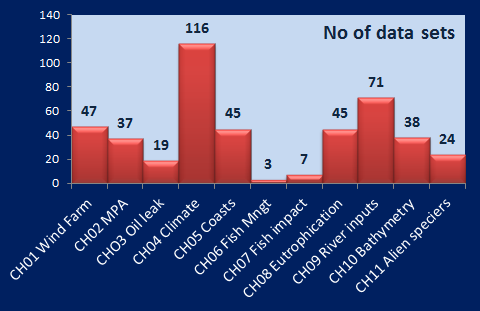 No of data sets
140
120
100
80
60
40
20
0
47
37
19
116
45
3
7
45
71
38
24
CH01 Wind Farm
CH02 MPA
CHO3 Oil leak
CH04 Climate
CH05 Coasts
CH06 Fish Mngt
CH07 Fish impact
CH08 Eutrophication
CH09 River inputs
CH10 Bathymetry
CH11 Alien speciers